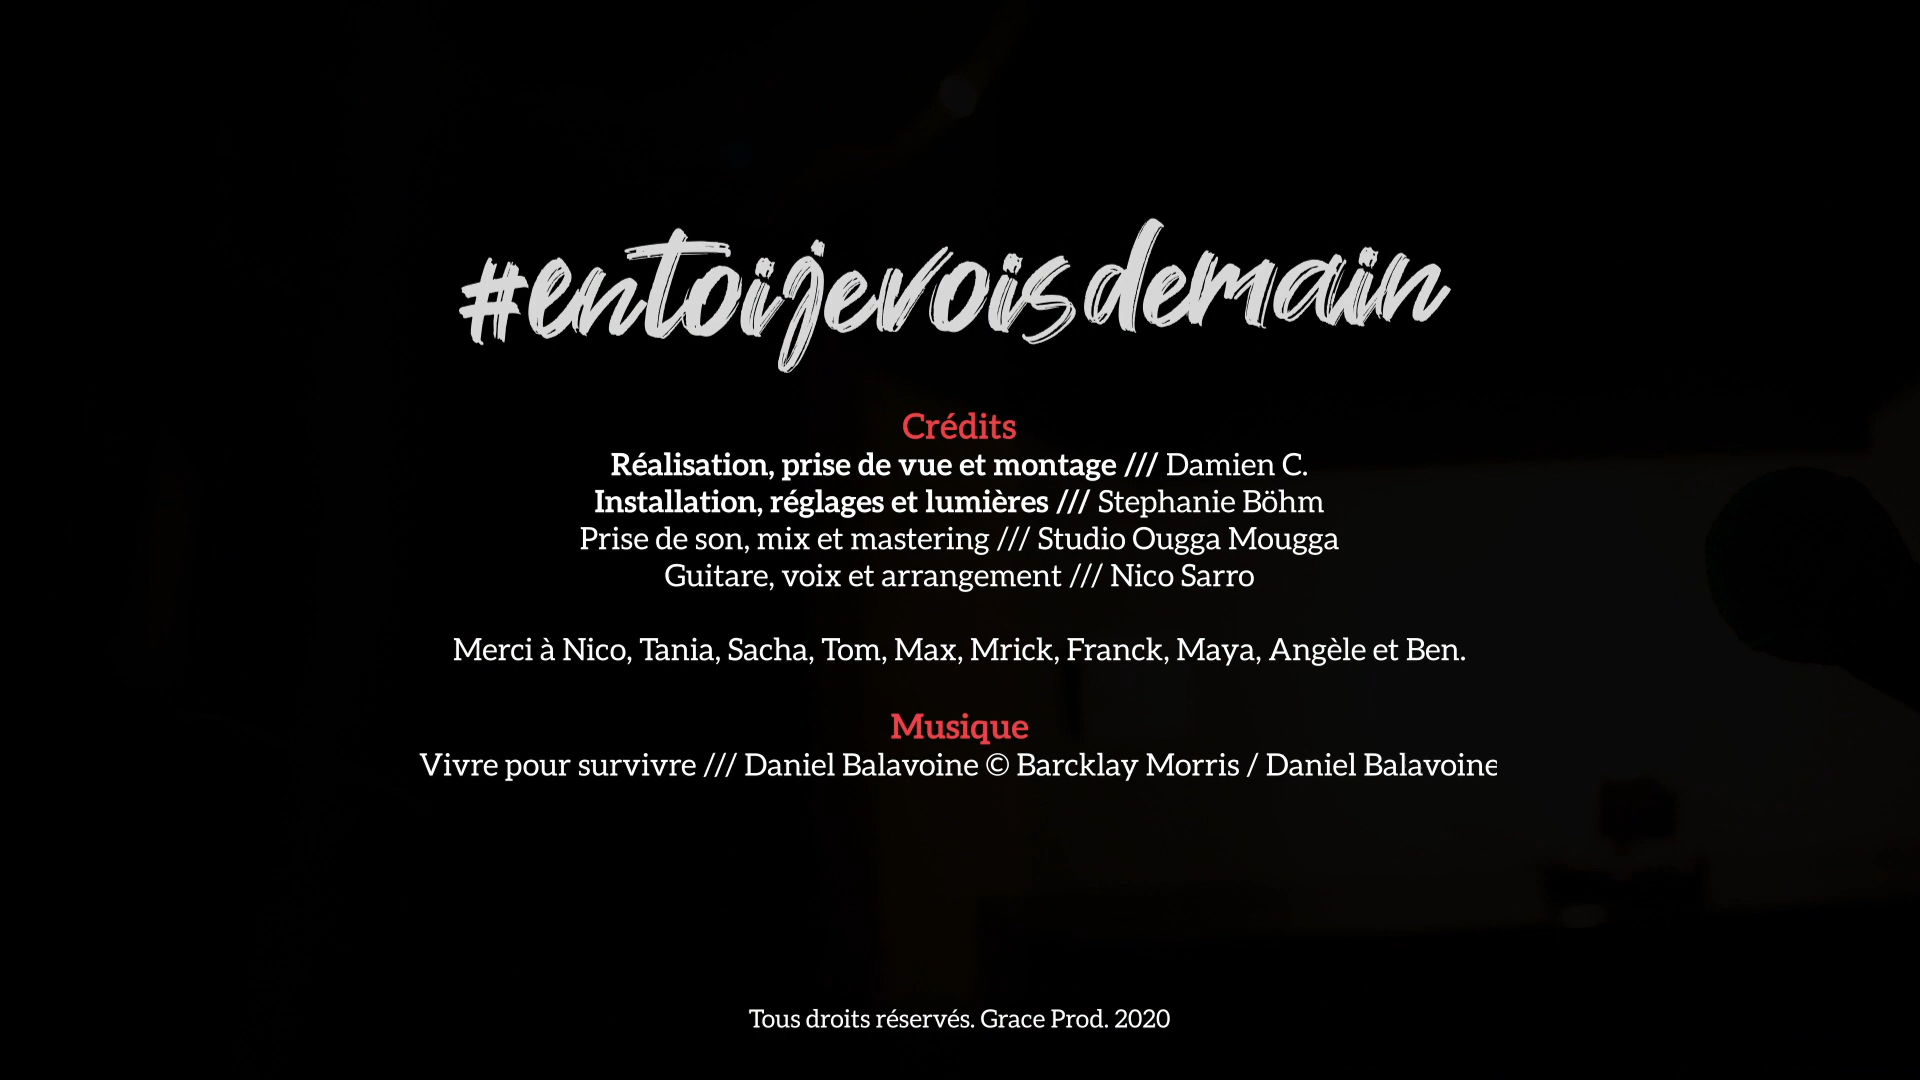 #entoijevoisdemain
Crédits
Réalisation, prise de vue et montage /// Damien C.
Installation, réglages et lumières /// Stephanie Böhm
Prise de son, mix et mastering /// Studio Ougga Mougga
Guitare, voix et arrangement /// Nico Sarro
Merci à Nico, Tania, Sacha, Tom, Max, Mrick, Franck, Maya, Angèle et Ben.
Musique
Vivre pour survivre /// Daniel Balavoine © Barcklay Morris / Daniel Balavoine
Tous droits réservés. Grace Prod. 2020